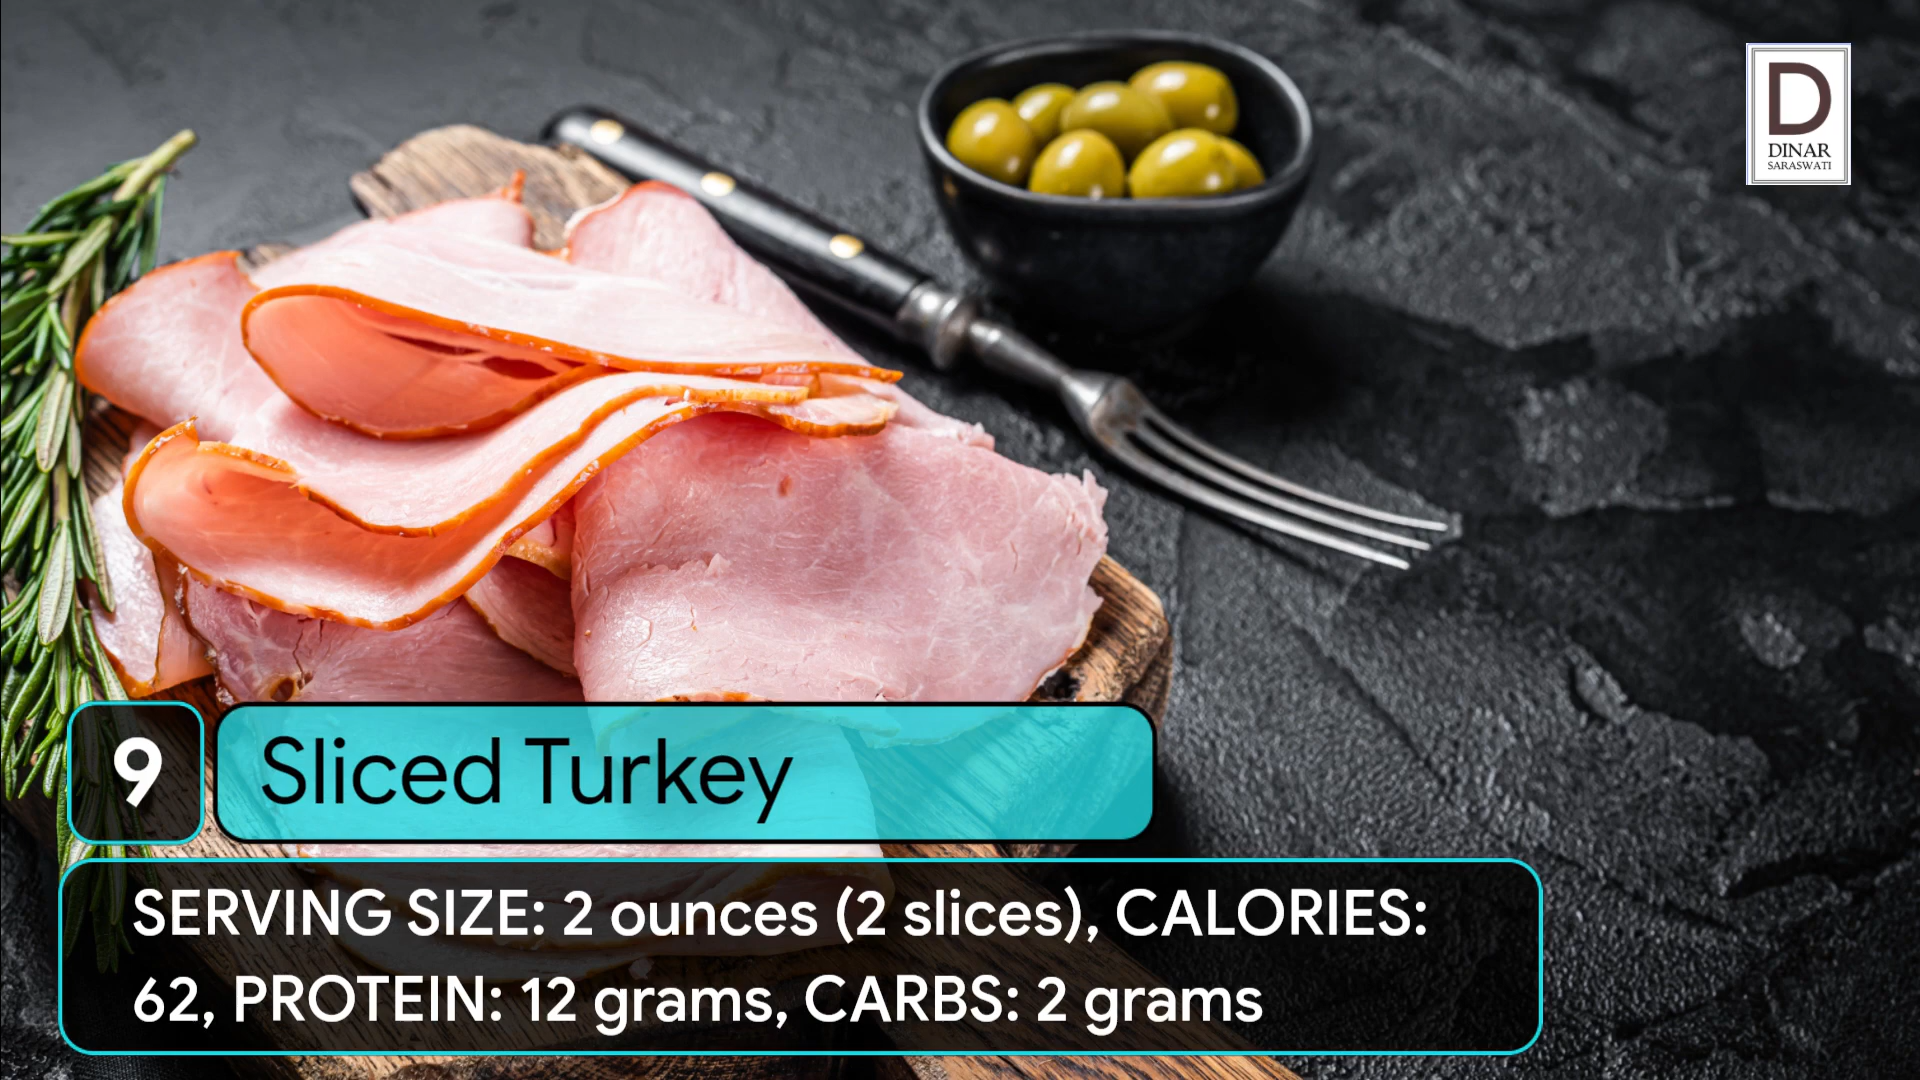 D
DINAR
SARASWATI
9
Sliced Turkey
SERVING SIZE: 2 ounces (2 slices), CALORIES:
62, PROTEIN: 12 grams, CARBS: 2 grams